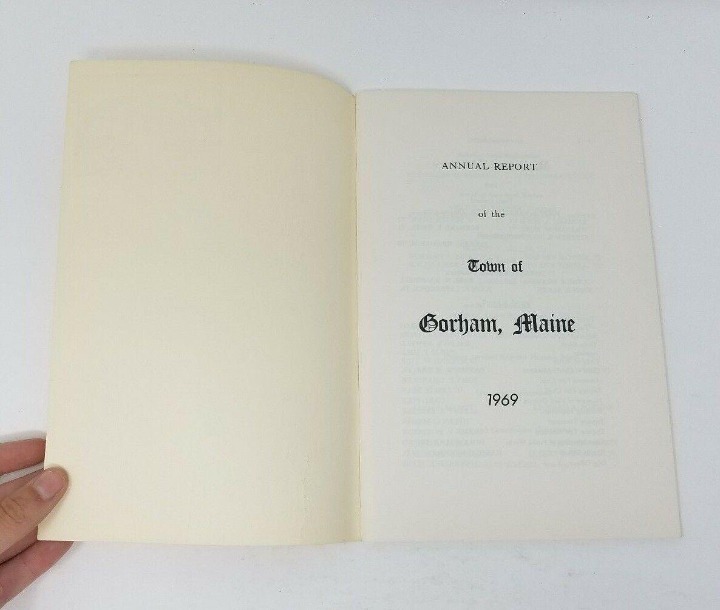 ANNUAL REPORT
of the
Town of
Gorham, Maine
1969